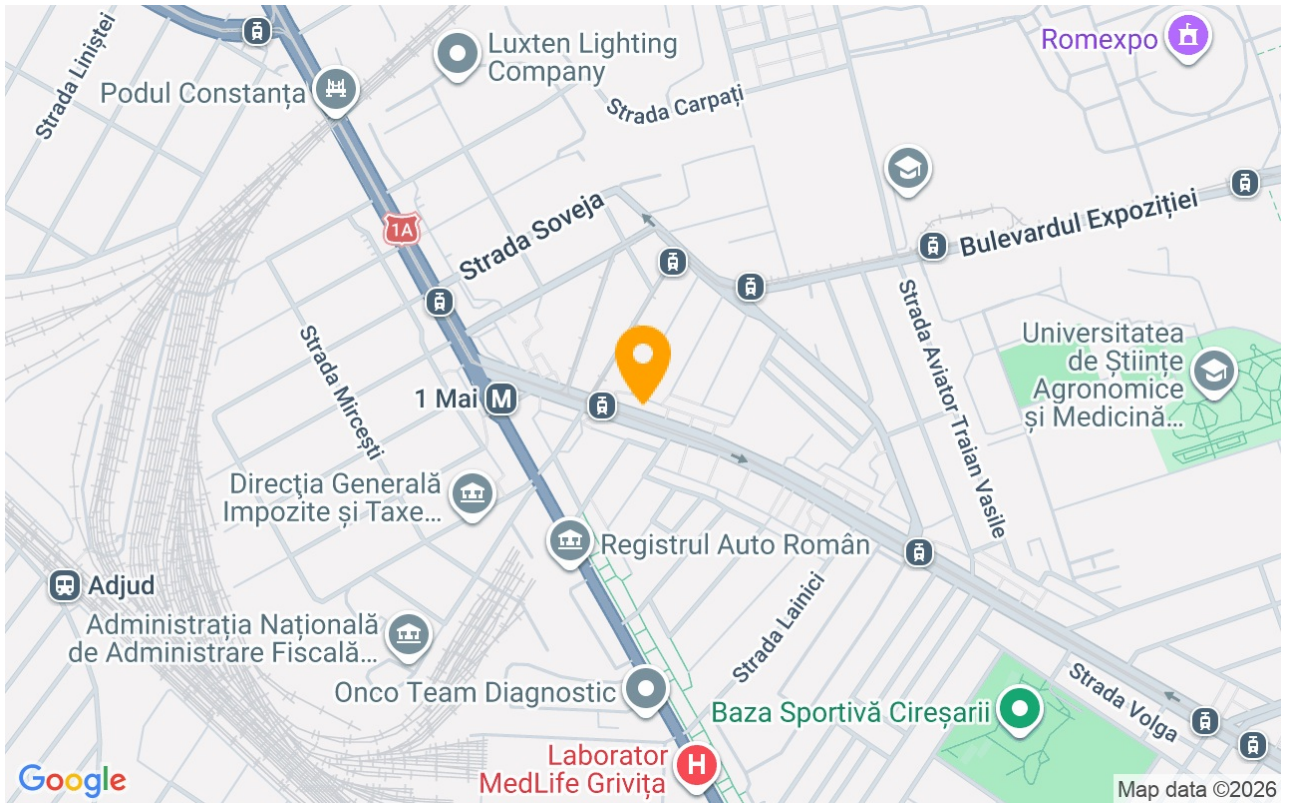 Strada Liniștei
Podul Constanța
Luxten Lighting
Company
Romexpo
Strada Carpați
1A
Strada Soveja
Bulevardul Expoziției
Strada Mircești
Strada Aviator Traian Vasile
Universitatea
de Științe
Agronomice
și Medicină...
1 Mai
M
Direcţia Generală
Impozite și Taxe...
Registrul Auto Român
Adjud
Administrația Națională
de Administrare Fiscală...
Strada Lainici
Onco Team Diagnostic
Baza Sportivă Cireșarii
Strada Volga
Laborator
MedLife Grivița
H
Google
Map data ©2026